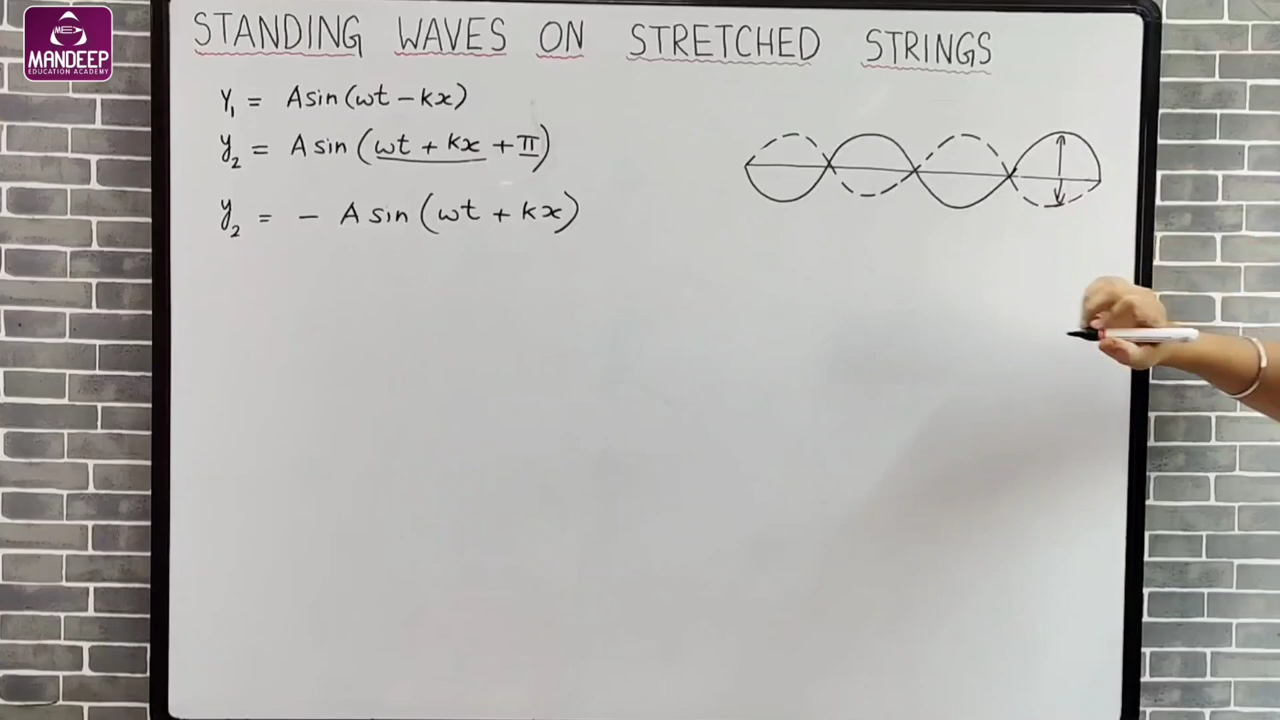 MEA
MANDEEP
EDUCATION ACADEMY
STANDING WAVES ON STRETCHED STRINGS
Y₁ = A sin (ωt − kx)
y₂ = A sin (ωt + kx + π)
y₂ = − A sin (ωt + kx)